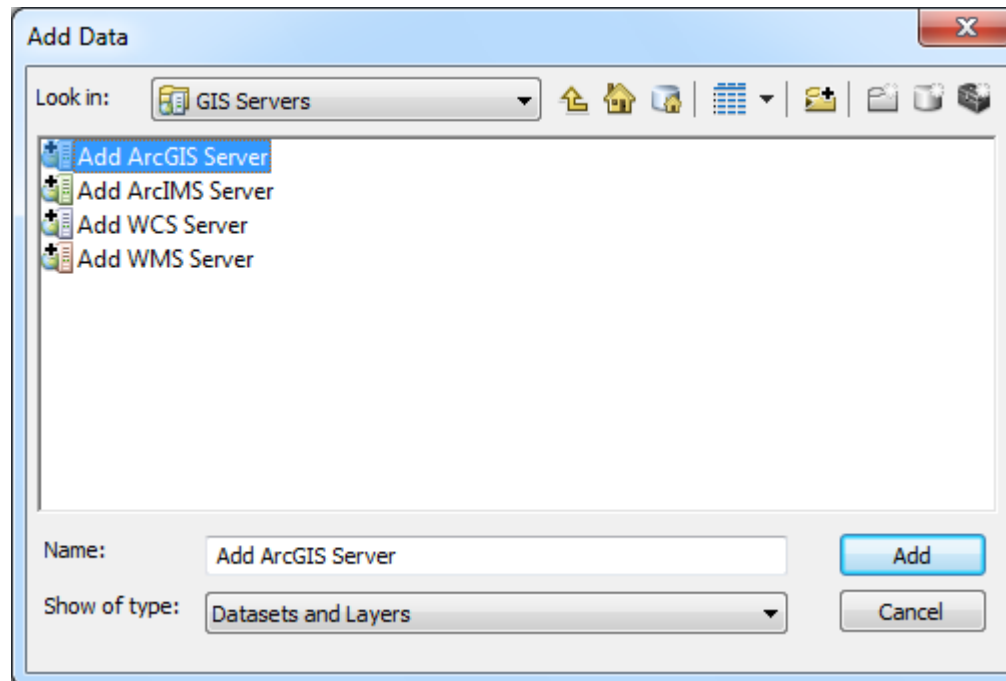 Add Data
Look in: GIS Servers
Add ArcGIS Server
Add ArcIMS Server
Add WCS Server
Add WMS Server
Name: Add ArcGIS Server Add
Show of type: Datasets and Layers Cancel